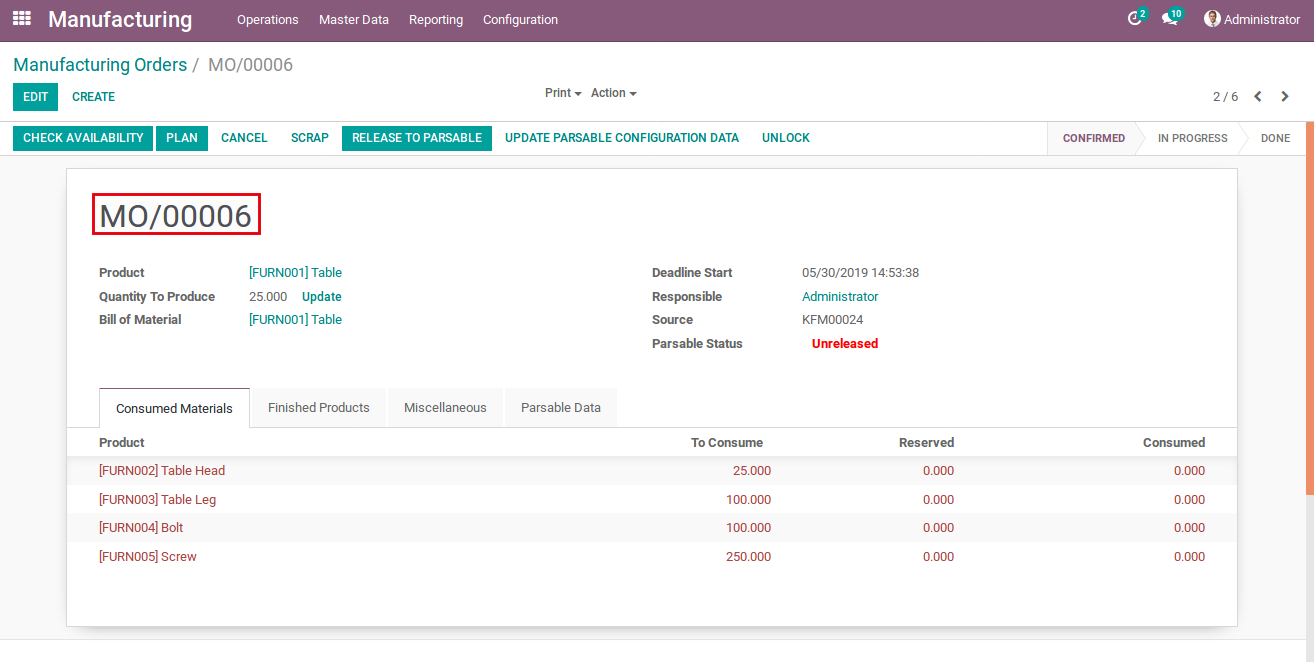 Manufacturing Operations Master Data Reporting Configuration 2 10 Administrator
Manufacturing Orders / MO/00006
EDIT CREATE Print Action 2 / 6
CHECK AVAILABILITY PLAN CANCEL SCRAP RELEASE TO PARSABLE UPDATE PARSABLE CONFIGURATION DATA UNLOCK CONFIRMED IN PROGRESS DONE
MO/00006
Product [FURN001] Table Deadline Start 05/30/2019 14:53:38
Quantity To Produce 25.000 Update Responsible Administrator
Bill of Material [FURN001] Table Source KFM00024
Parsable Status Unreleased
Consumed Materials Finished Products Miscellaneous Parsable Data
Product To Consume Reserved Consumed
[FURN002] Table Head 25.000 0.000 0.000
[FURN003] Table Leg 100.000 0.000 0.000
[FURN004] Bolt 100.000 0.000 0.000
[FURN005] Screw 250.000 0.000 0.000